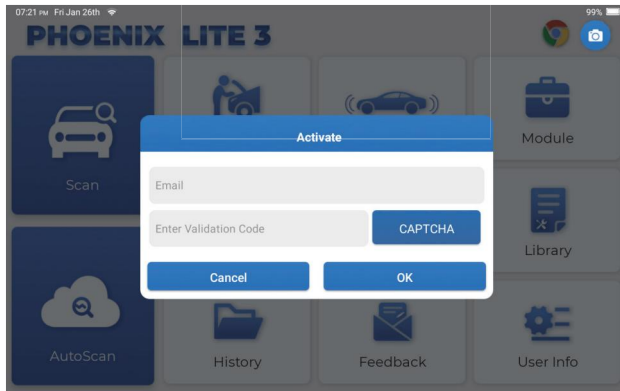 07:21 PM Fri Jan 26th
99%
PHOENIX LITE 3
Activate
Module
Scan
Email
Enter Validation Code
CAPTCHA
Library
Cancel
OK
AutoScan
History
Feedback
User Info